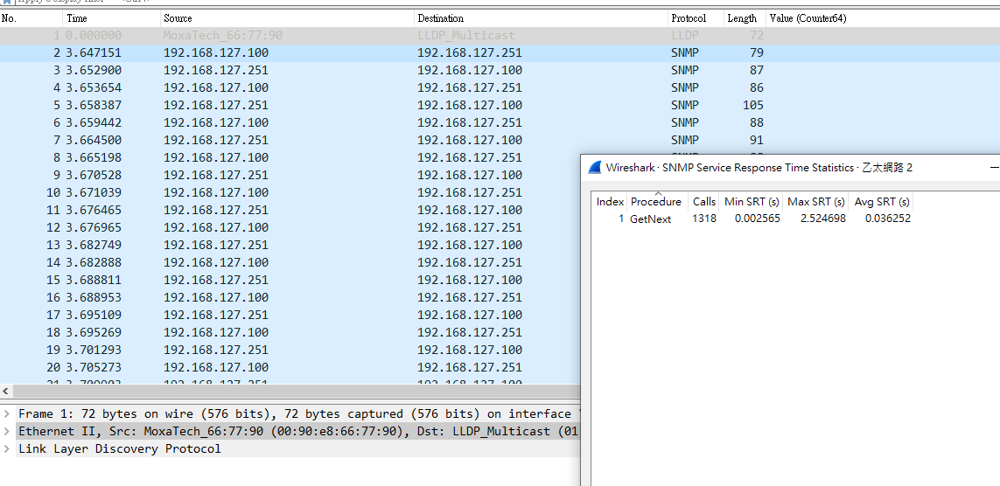 No. Time Source Destination Protocol Length Value (Counter64)
1 0.000000 MoxaTech_66:77:90 LLDP_Multicast LLDP 72
2 3.647151 192.168.127.100 192.168.127.251 SNMP 79
3 3.652900 192.168.127.251 192.168.127.100 SNMP 87
4 3.653654 192.168.127.100 192.168.127.251 SNMP 86
5 3.658387 192.168.127.251 192.168.127.100 SNMP 105
6 3.659442 192.168.127.100 192.168.127.251 SNMP 88
7 3.664500 192.168.127.251 192.168.127.100 SNMP 91
8 3.665198 192.168.127.100 192.168.127.251
9 3.670528 192.168.127.251 192.168.127.100
10 3.671039 192.168.127.100 192.168.127.251
11 3.676465 192.168.127.251 192.168.127.100
12 3.676965 192.168.127.100 192.168.127.251
13 3.682749 192.168.127.251 192.168.127.100
14 3.682888 192.168.127.100 192.168.127.251
15 3.688811 192.168.127.251 192.168.127.100
16 3.688953 192.168.127.100 192.168.127.251
17 3.695109 192.168.127.251 192.168.127.100
18 3.695269 192.168.127.100 192.168.127.251
19 3.701293 192.168.127.251 192.168.127.100
20 3.705273 192.168.127.100 192.168.127.251
Frame 1: 72 bytes on wire (576 bits), 72 bytes captured (576 bits) on interface
Ethernet II, Src: MoxaTech_66:77:90 (00:90:e8:66:77:90), Dst: LLDP_Multicast (01
Link Layer Discovery Protocol
Wireshark · SNMP Service Response Time Statistics · 乙太網路 2
Index Procedure Calls Min SRT (s) Max SRT (s) Avg SRT (s)
1 GetNext 1318 0.002565 2.524698 0.036252